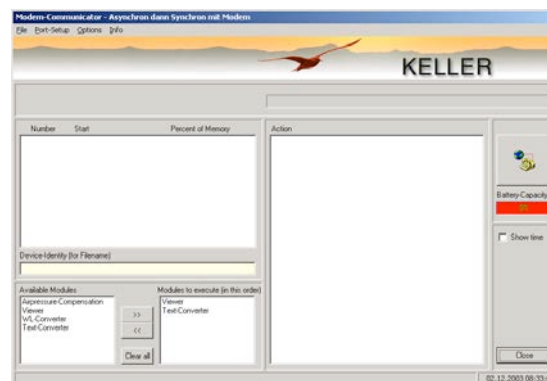 Modem-Communicator - Asynchron dann Synchron mit Modem
File Port-Setup Options Info
KELLER
Number Start Percent of Memory
Action
Battery-Capacity
Show time
Device-Identity (for Filename)
Available Modules
Modules to execute (in this order)
Airpressure-Compensation
Viewer
WL-Converter
Text-Converter
>>
<<
Clear all
Viewer
Text-Converter
Close
02.12.2003 08:33: